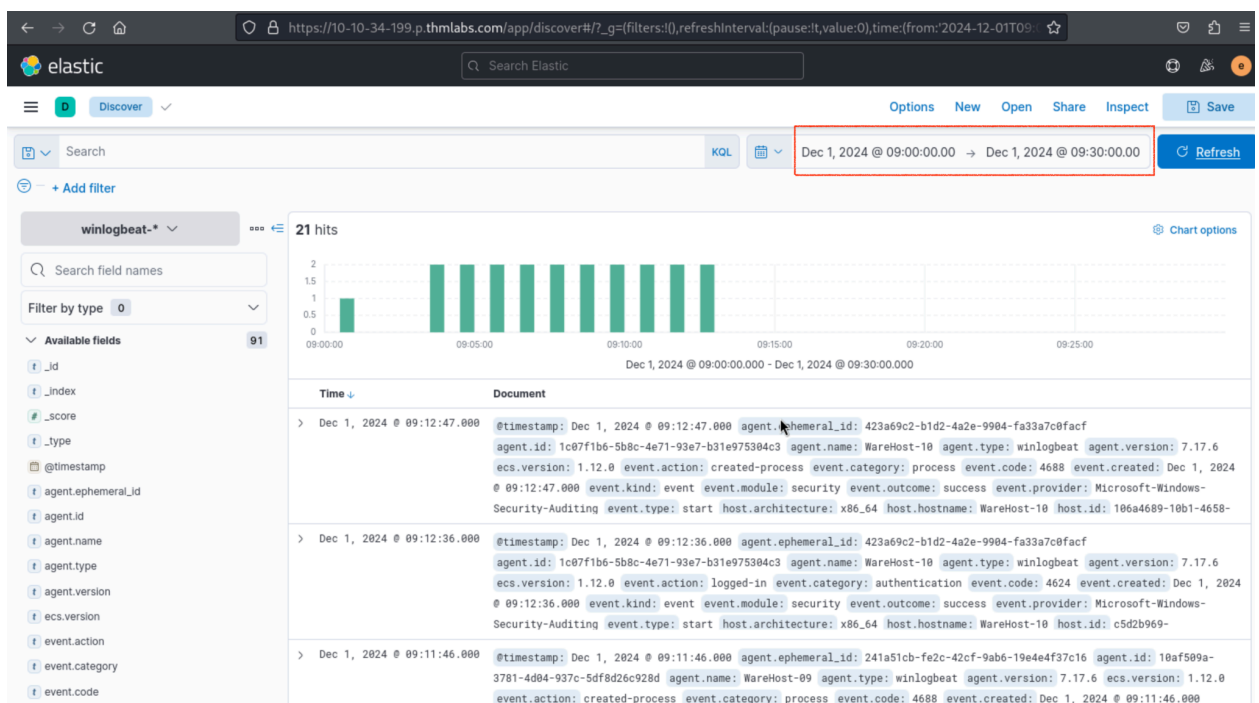 https://10-10-34-199.p.thmlabs.com/app/discover#/?_g=(filters:!(),refreshInterval:(pause:!t,value:0),time:(from:'2024-12-01T09:
elastic
Search Elastic
e
D
Discover
Options
New
Open
Share
Inspect
Save
Search
KQL
Dec 1, 2024 @ 09:00:00.00 → Dec 1, 2024 @ 09:30:00.00
Refresh
+ Add filter
winlogbeat-*
Search field names
Filter by type 0
Available fields 91
t _id
t _index
# _score
t _type
@timestamp
t agent.ephemeral_id
t agent.id
t agent.name
t agent.type
t agent.version
t ecs.version
t event.action
t event.category
t event.code
21 hits
Chart options
2
1.5
1
0.5
0
09:00:00 09:05:00 09:10:00 09:15:00 09:20:00 09:25:00
Dec 1, 2024 @ 09:00:00.000 - Dec 1, 2024 @ 09:30:00.000
Time ↓ Document
Dec 1, 2024 @ 09:12:47.000
@timestamp: Dec 1, 2024 @ 09:12:47.000 agent.ephemeral_id: 423a69c2-b1d2-4a2e-9904-fa33a7c0facf
agent.id: 1c07f1b6-5b8c-4e71-93e7-b31e975304c3 agent.name: WareHost-10 agent.type: winlogbeat agent.version: 7.17.6
ecs.version: 1.12.0 event.action: created-process event.category: process event.code: 4688 event.created: Dec 1, 2024
@ 09:12:47.000 event.kind: event event.module: security event.outcome: success event.provider: Microsoft-Windows-
Security-Auditing event.type: start host.architecture: x86_64 host.hostname: WareHost-10 host.id: 106a4689-10b1-4658-
Dec 1, 2024 @ 09:12:36.000
@timestamp: Dec 1, 2024 @ 09:12:36.000 agent.ephemeral_id: 423a69c2-b1d2-4a2e-9904-fa33a7c0facf
agent.id: 1c07f1b6-5b8c-4e71-93e7-b31e975304c3 agent.name: WareHost-10 agent.type: winlogbeat agent.version: 7.17.6
ecs.version: 1.12.0 event.action: logged-in event.category: authentication event.code: 4624 event.created: Dec 1, 2024
@ 09:12:36.000 event.kind: event event.module: security event.outcome: success event.provider: Microsoft-Windows-
Security-Auditing event.type: start host.architecture: x86_64 host.hostname: WareHost-10 host.id: c5d2b969-
Dec 1, 2024 @ 09:11:46.000
@timestamp: Dec 1, 2024 @ 09:11:46.000 agent.ephemeral_id: 241a51cb-fe2c-42cf-9ab6-19e4e4f37c16 agent.id: 10af509a-
3781-4d04-937c-5df8d26c928d agent.name: WareHost-09 agent.type: winlogbeat agent.version: 7.17.6 ecs.version: 1.12.0
event.action: created-process event.category: process event.code: 4688 event.created: Dec 1, 2024 @ 09:11:46.000